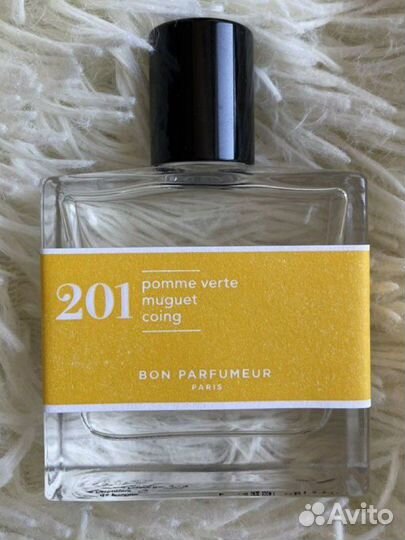 201
pomme verte
muguet
coing
BON PARFUMEUR
PARIS
Avito